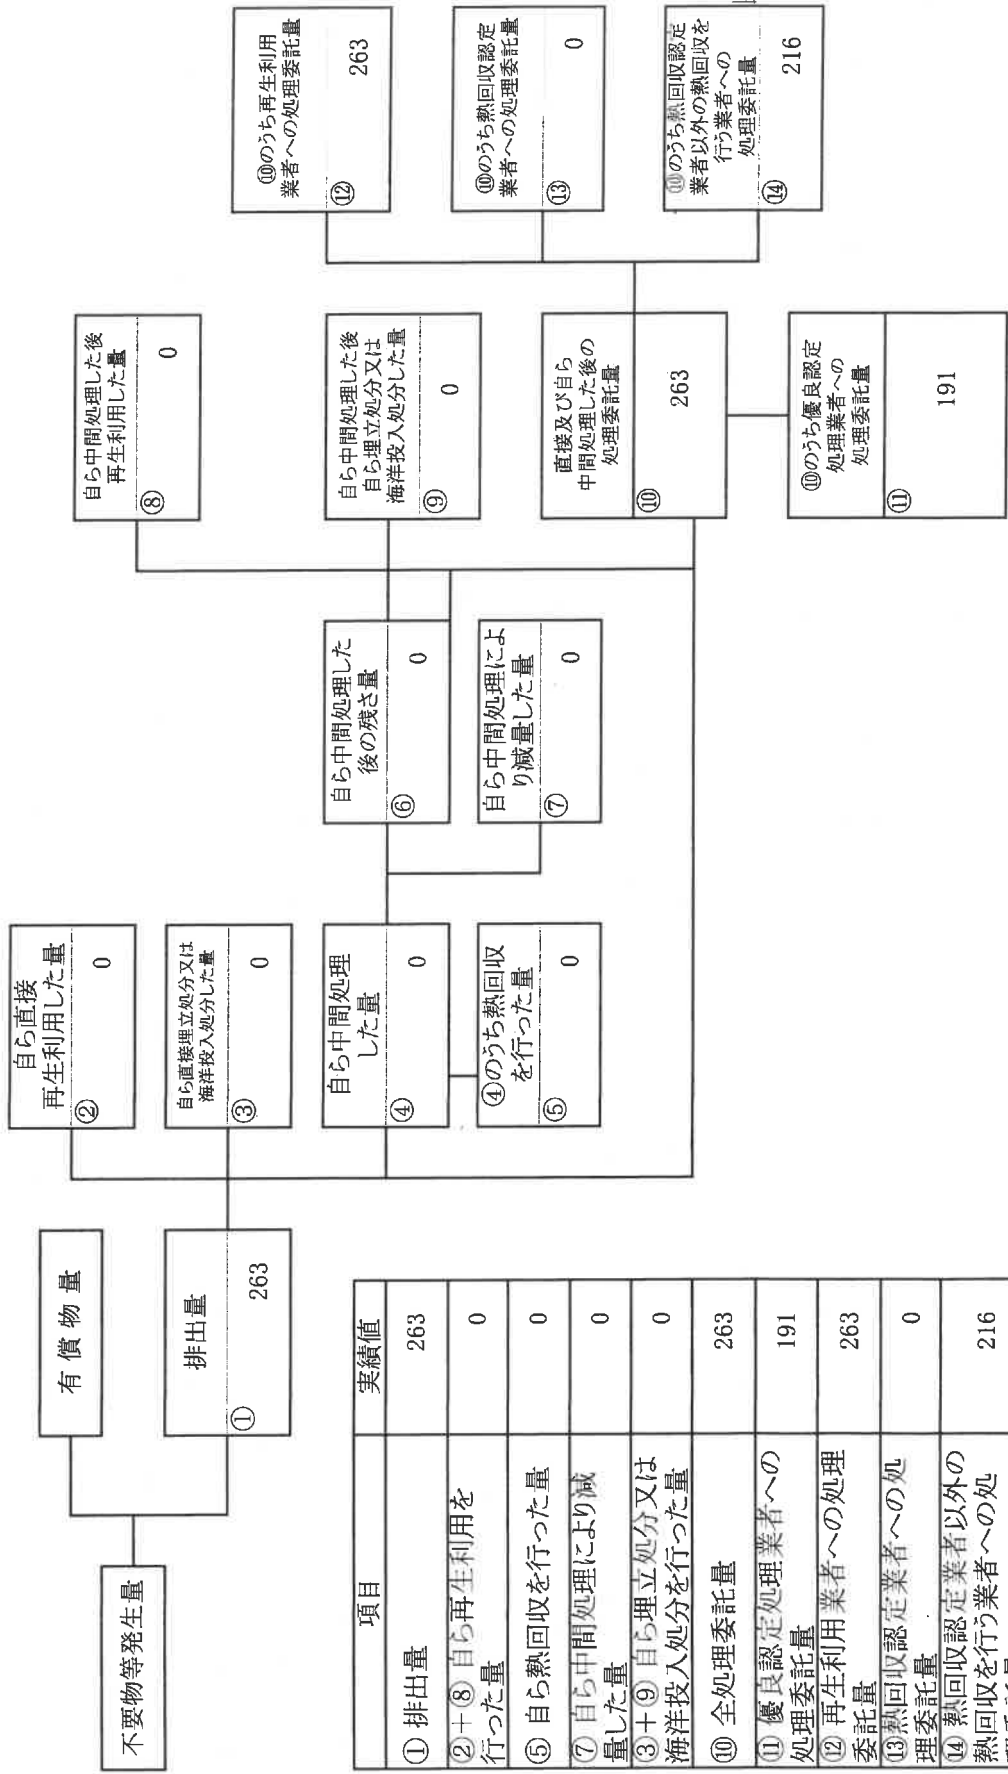 不要物等発生量
有償物量
排出量
① 263
自ら直接
再生利用した量
② 0
自ら直接埋立処分又は
海洋投入処分した量
③ 0
自ら中間処理
した量
④ 0
④のうち熱回収
を行った量
⑤ 0
自ら中間処理した
後の残さ量
⑥ 0
自ら中間処理によ
り減量した量
⑦ 0
自ら中間処理した後
再生利用した量
⑧ 0
自ら中間処理した後
自ら埋立処分又は
海洋投入処分した量
⑨ 0
直接及び自ら
中間処理した後の
処理委託量
⑩ 263
⑩のうち優良認定
処理業者への
処理委託量
⑪ 191
⑩のうち再生利用
業者への処理委託量
⑫ 263
⑩のうち熱回収認定
業者への処理委託量
⑬ 0
⑩のうち熱回収認定
業者以外の熱回収を
行う業者への
処理委託量
⑭ 216
項目 実績値
① 排出量 263
②+⑧ 自ら再生利用を
行った量 0
⑤ 自ら熱回収を行った量 0
⑦ 自ら中間処理により減
量した量 0
③+⑨ 自ら埋立処分又は
海洋投入処分を行った量 0
⑩ 全処理委託量 263
⑪ 優良認定処理業者への
処理委託量 191
⑫ 再生利用業者への処理
委託量 263
⑬熱回収認定業者への処
理委託量 0
⑭ 熱回収認定業者以外の
熱回収を行う業者への処 216